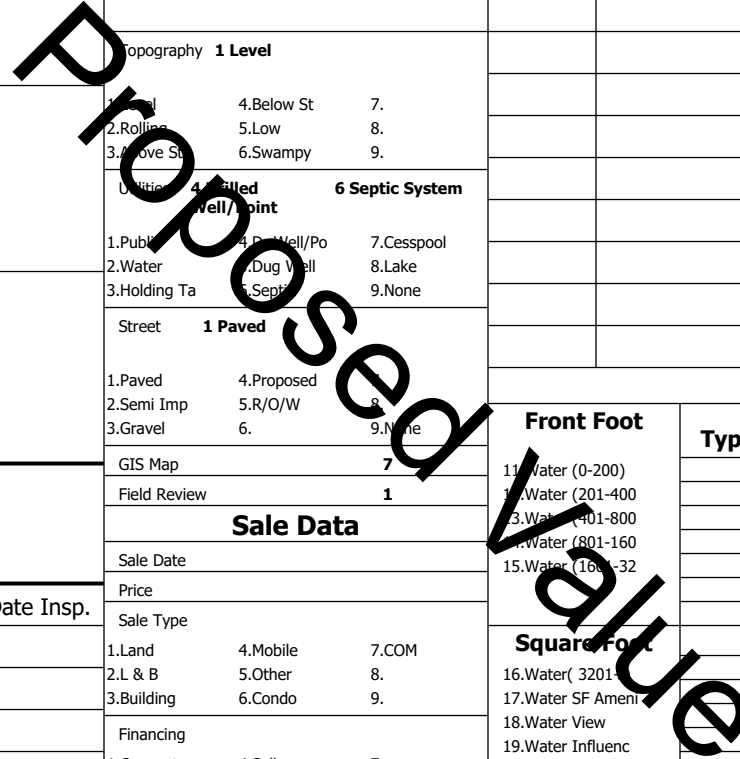 Topography 1 Level
1.Level 4.Below St 7.
2.Rolling 5.Low 8.
3.Above St 6.Swampy 9.
Utilities 4 Drilled Well/Point 6 Septic System
1.Public 4.Dr Well/Po 7.Cesspool
2.Water 5.Dug Well 8.Lake
3.Holding Ta 6.Septic 9.None
Street 1 Paved
1.Paved 4.Proposed 7.
2.Semi Imp 5.R/O/W 8.
3.Gravel 6. 9.None
GIS Map 7
Field Review 1
Sale Data
Sale Date
Price
Sale Type
1.Land 4.Mobile 7.COM
2.L & B 5.Other 8.
3.Building 6.Condo 9.
Financing
Date Insp.
Front Foot
Typ
11.Water (0-200)
12.Water (201-400
13.Water (401-800
14.Water (801-160
15.Water (1601-32
Square Foot
16.Water( 3201-
17.Water SF Ameni
18.Water View
19.Water Influenc
Proposed Value